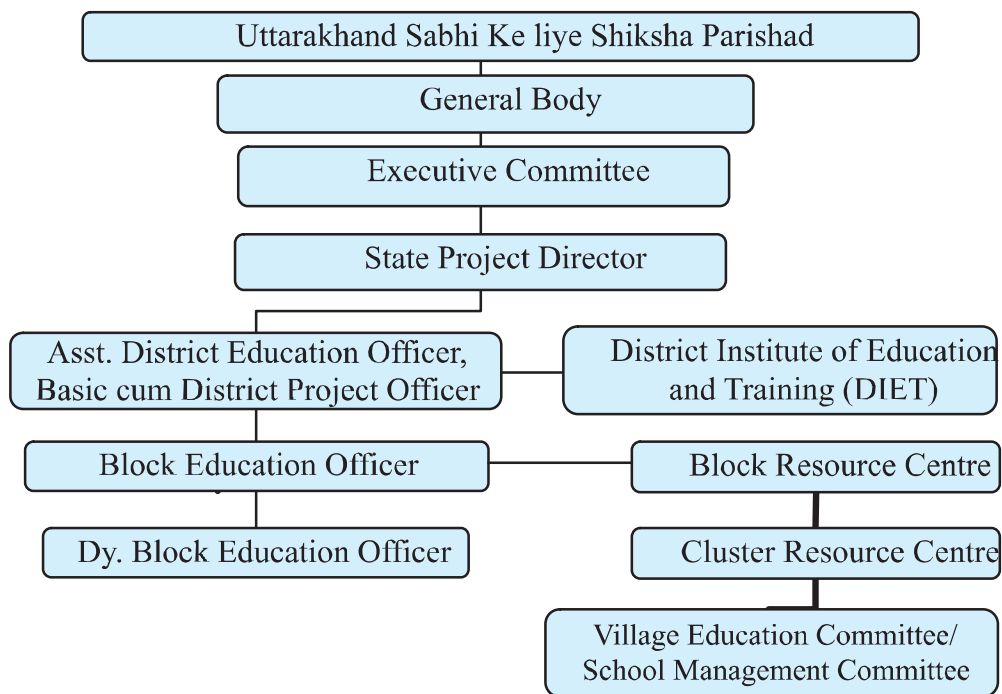 Uttarakhand Sabhi Ke liye Shiksha Parishad
General Body
Executive Committee
State Project Director
Asst. District Education Officer,
Basic cum District Project Officer
District Institute of Education
and Training (DIET)
Block Education Officer
Block Resource Centre
Dy. Block Education Officer
Cluster Resource Centre
Village Education Committee/
School Management Committee